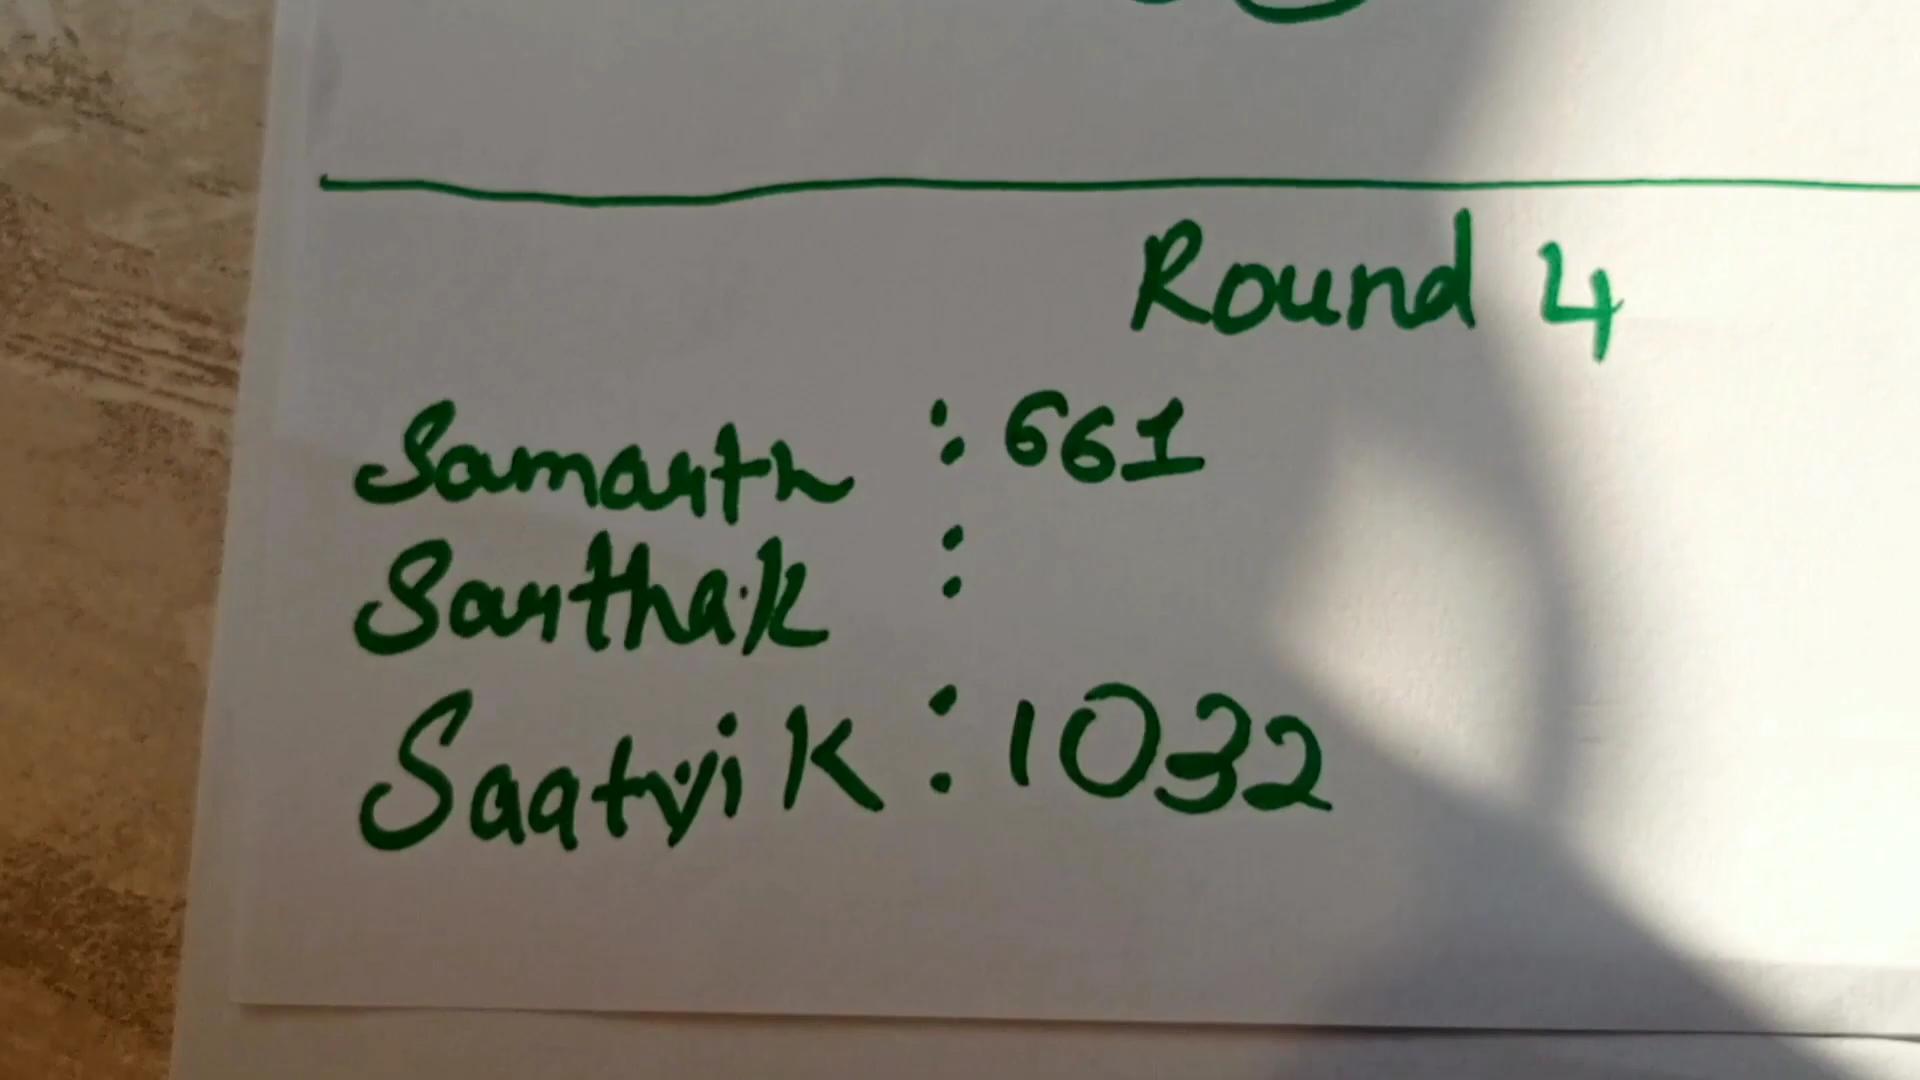 Round 4
Samarth : 661
Sarthak :
Saatvik : 1032